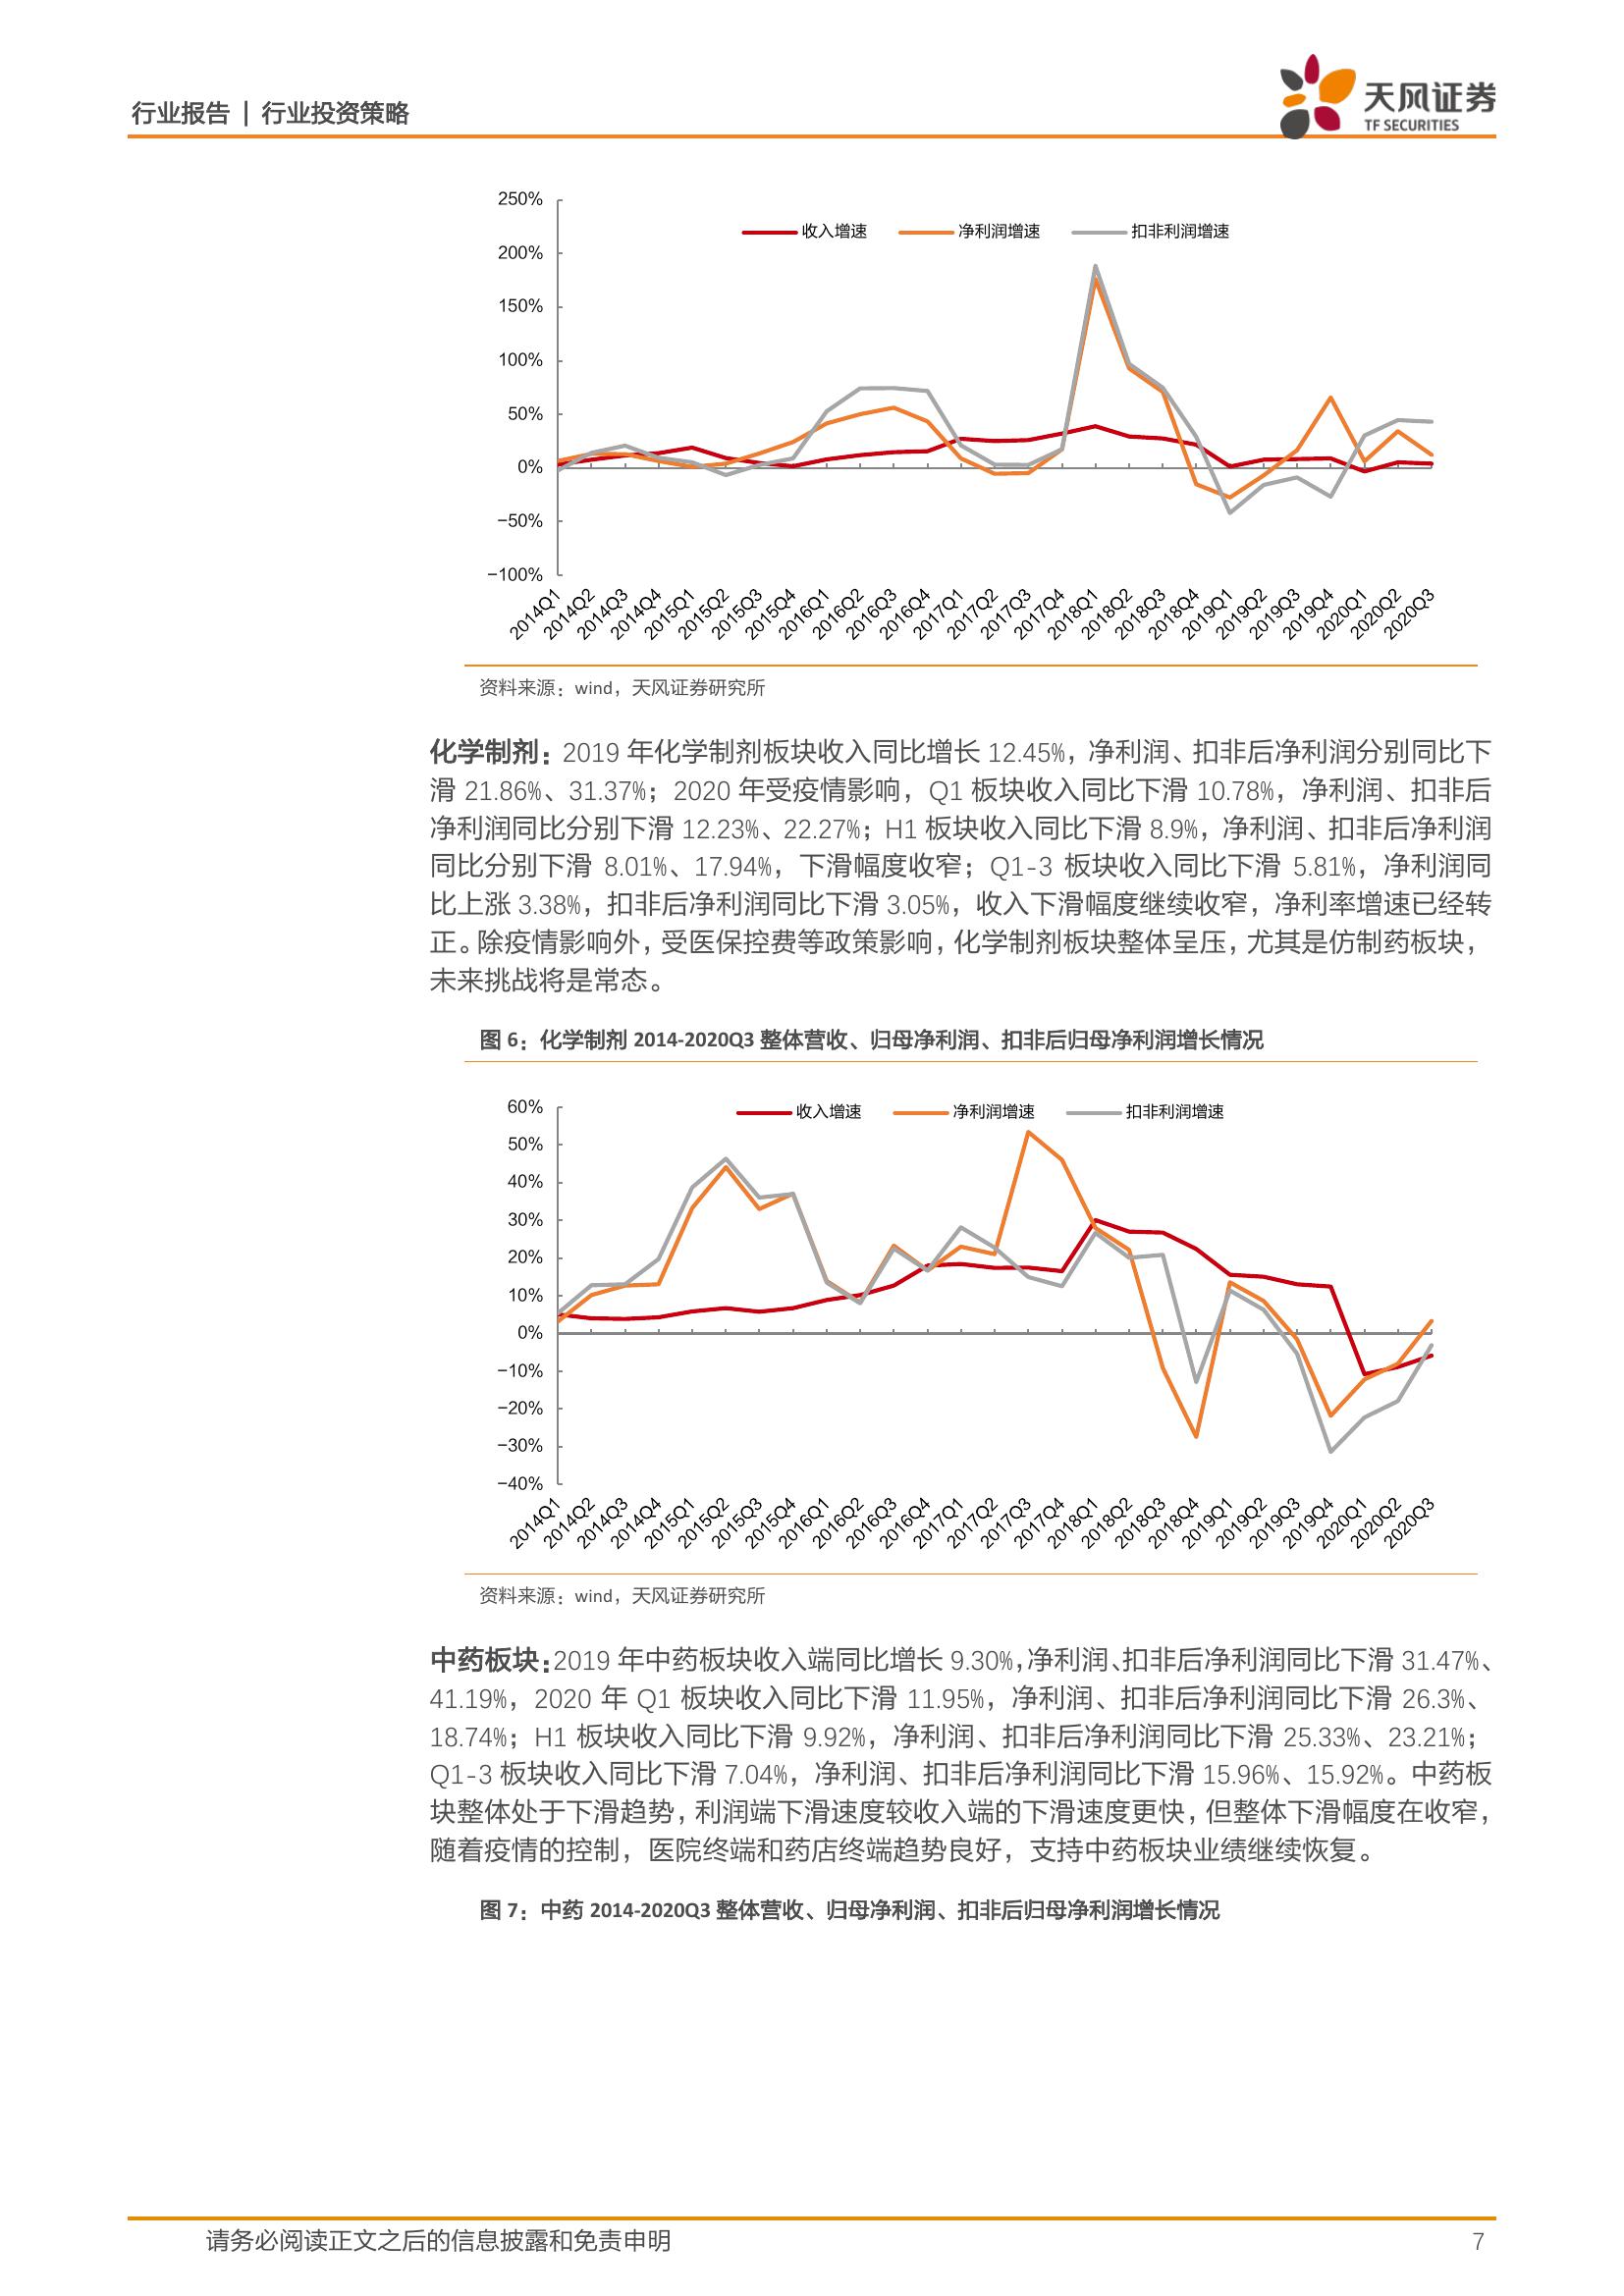 行业报告 | 行业投资策略
天风证券
TF SECURITIES
250%
200%
150%
100%
50%
0%
−50%
−100%
收入增速 净利润增速 扣非利润增速
2014Q1 2014Q2 2014Q3 2014Q4 2015Q1 2015Q2 2015Q3 2015Q4 2016Q1 2016Q2 2016Q3 2016Q4 2017Q1 2017Q2 2017Q3 2017Q4 2018Q1 2018Q2 2018Q3 2018Q4 2019Q1 2019Q2 2019Q3 2019Q4 2020Q1 2020Q2 2020Q3
资料来源：wind，天风证券研究所
化学制剂：2019 年化学制剂板块收入同比增长 12.45%，净利润、扣非后净利润分别同比下
滑 21.86%、31.37%；2020 年受疫情影响，Q1 板块收入同比下滑 10.78%，净利润、扣非后
净利润同比分别下滑 12.23%、22.27%；H1 板块收入同比下滑 8.9%，净利润、扣非后净利润
同比分别下滑 8.01%、17.94%，下滑幅度收窄；Q1-3 板块收入同比下滑 5.81%，净利润同
比上涨 3.38%，扣非后净利润同比下滑 3.05%，收入下滑幅度继续收窄，净利率增速已经转
正。除疫情影响外，受医保控费等政策影响，化学制剂板块整体呈压，尤其是仿制药板块，
未来挑战将是常态。
图 6：化学制剂 2014-2020Q3 整体营收、归母净利润、扣非后归母净利润增长情况
60%
50%
40%
30%
20%
10%
0%
−10%
−20%
−30%
−40%
收入增速 净利润增速 扣非利润增速
2014Q1 2014Q2 2014Q3 2014Q4 2015Q1 2015Q2 2015Q3 2015Q4 2016Q1 2016Q2 2016Q3 2016Q4 2017Q1 2017Q2 2017Q3 2017Q4 2018Q1 2018Q2 2018Q3 2018Q4 2019Q1 2019Q2 2019Q3 2019Q4 2020Q1 2020Q2 2020Q3
资料来源：wind，天风证券研究所
中药板块：2019 年中药板块收入端同比增长 9.30%，净利润、扣非后净利润同比下滑 31.47%、
41.19%，2020 年 Q1 板块收入同比下滑 11.95%，净利润、扣非后净利润同比下滑 26.3%、
18.74%；H1 板块收入同比下滑 9.92%，净利润、扣非后净利润同比下滑 25.33%、23.21%；
Q1-3 板块收入同比下滑 7.04%，净利润、扣非后净利润同比下滑 15.96%、15.92%。中药板
块整体处于下滑趋势，利润端下滑速度较收入端的下滑速度更快，但整体下滑幅度在收窄，
随着疫情的控制，医院终端和药店终端趋势良好，支持中药板块业绩继续恢复。
图 7：中药 2014-2020Q3 整体营收、归母净利润、扣非后归母净利润增长情况
请务必阅读正文之后的信息披露和免责申明 7